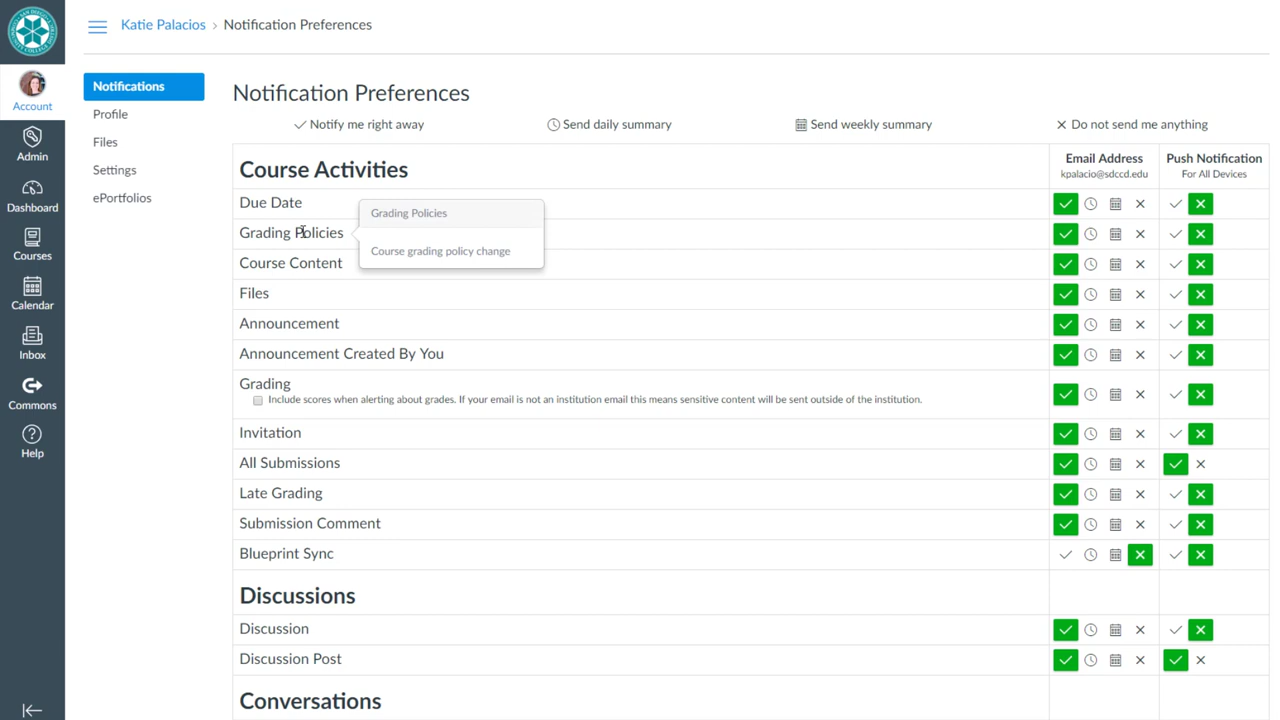 Katie Palacios > Notification Preferences
Account
Admin
Dashboard
Courses
Calendar
Inbox
Commons
Help
Notifications
Profile
Files
Settings
ePortfolios
Notification Preferences
Notify me right away
Send daily summary
Send weekly summary
Do not send me anything
Course Activities
Email Address
kpalacio@sdccd.edu
Push Notification
For All Devices
Due Date
Grading Policies
Grading Policies
Course grading policy change
Course Content
Files
Announcement
Announcement Created By You
Grading
Include scores when alerting about grades. If your email is not an institution email this means sensitive content will be sent outside of the institution.
Invitation
All Submissions
Late Grading
Submission Comment
Blueprint Sync
Discussions
Discussion
Discussion Post
Conversations